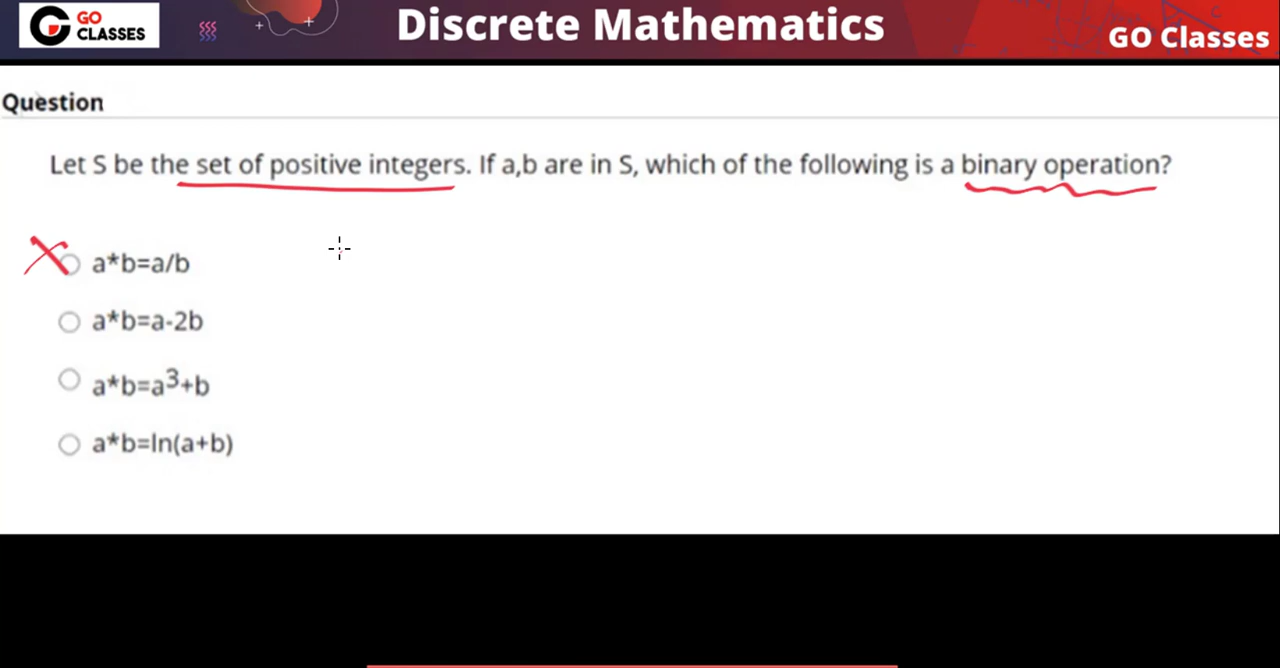 GO
CLASSES
Discrete Mathematics
GO Classes
Question
Let S be the set of positive integers. If a,b are in S, which of the following is a binary operation?
a*b=a/b
a*b=a-2b
a*b=a³+b
a*b=ln(a+b)